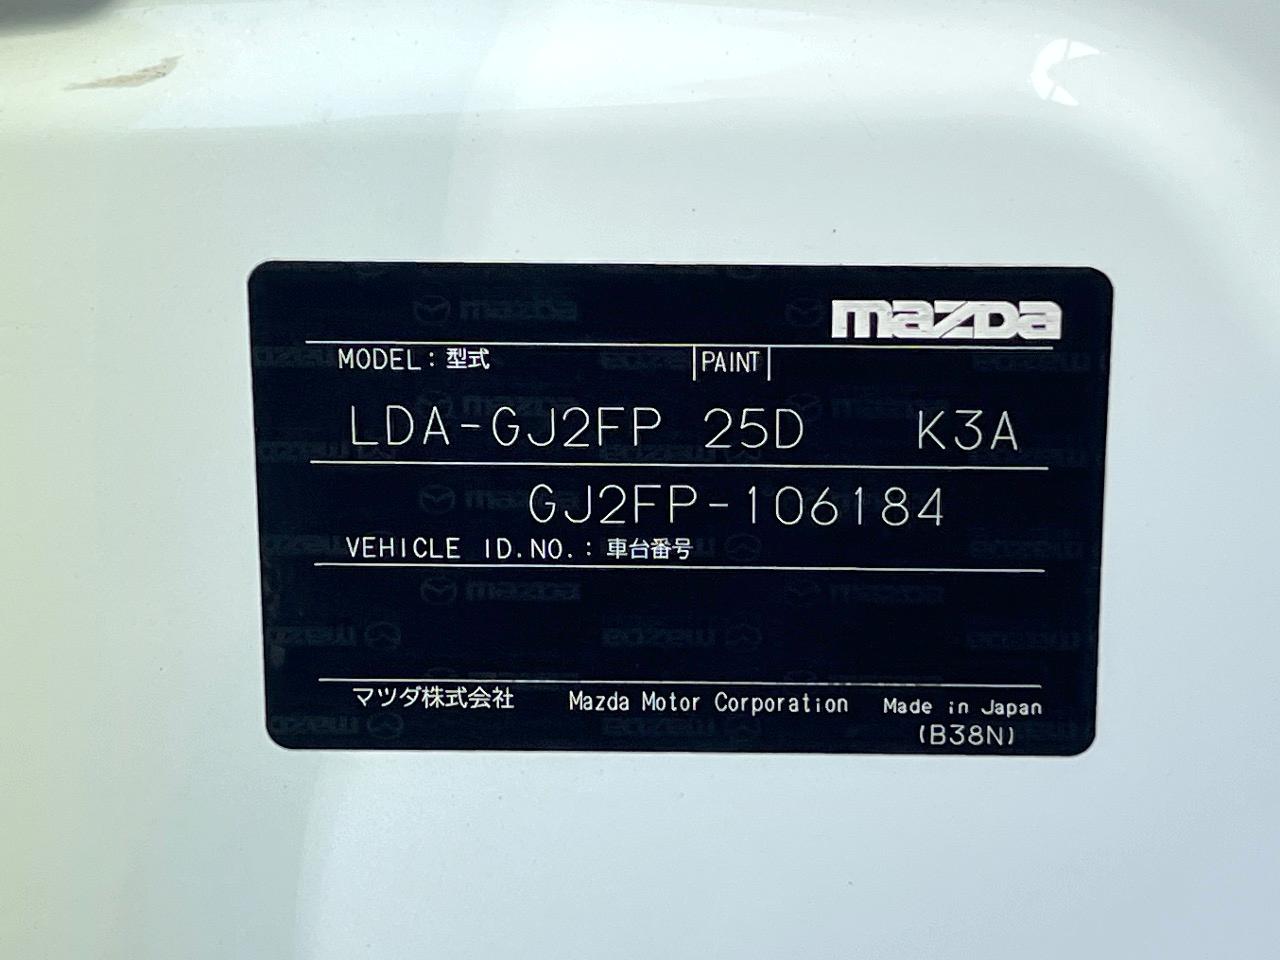 mazda
MODEL：型式 PAINT
LDA-GJ2FP 25D K3A
GJ2FP-106184
VEHICLE ID.NO.：車台番号
マツダ株式会社 Mazda Motor Corporation Made in Japan
(B38N)